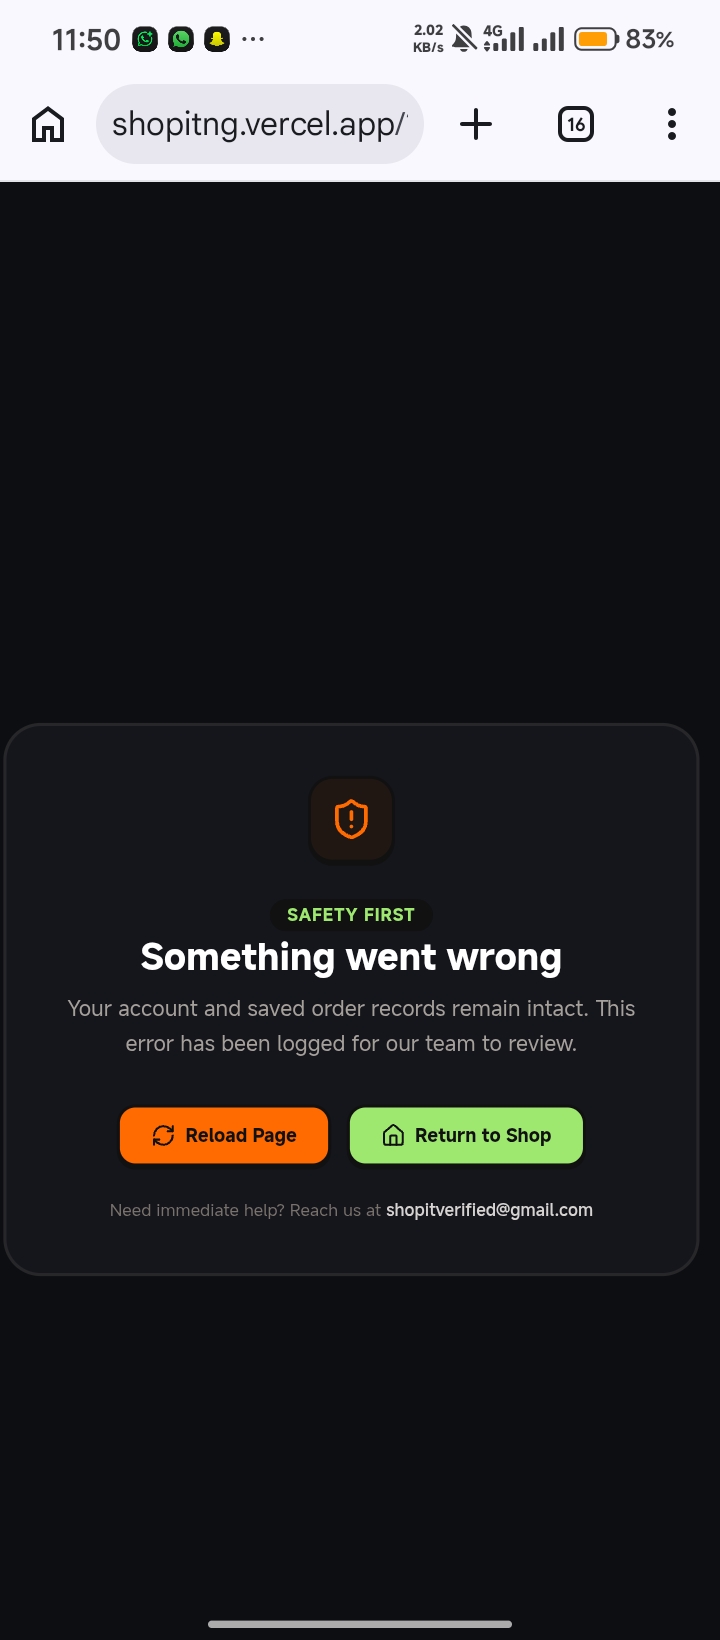 11:50 ... 2.02 KB/s 4G 83%
shopitng.vercel.app/ 16
SAFETY FIRST
Something went wrong
Your account and saved order records remain intact. This
error has been logged for our team to review.
Reload Page Return to Shop
Need immediate help? Reach us at shopitverified@gmail.com